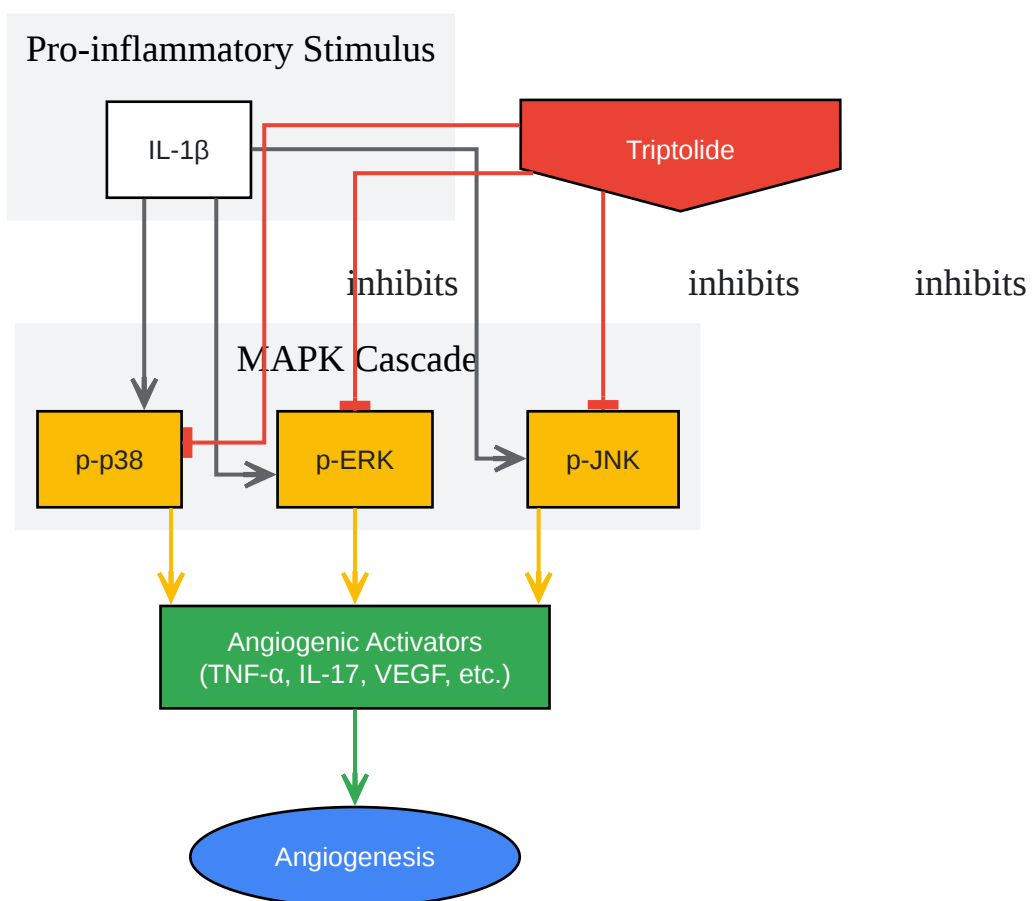 Pro-inflammatory Stimulus
IL-1β
Triptolide
inhibits
inhibits
inhibits
MAPK Cascade
p-p38
p-ERK
p-JNK
Angiogenic Activators
(TNF-α, IL-17, VEGF, etc.)
Angiogenesis